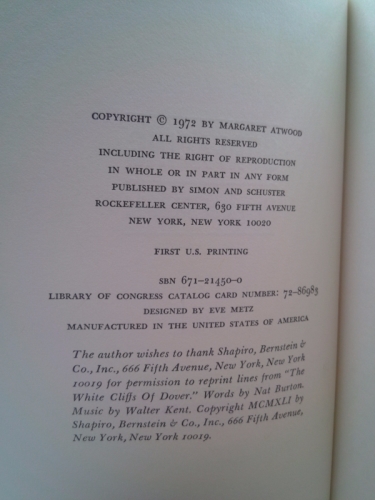 COPYRIGHT © 1972 BY MARGARET ATWOOD
ALL RIGHTS RESERVED
INCLUDING THE RIGHT OF REPRODUCTION
IN WHOLE OR IN PART IN ANY FORM
PUBLISHED BY SIMON AND SCHUSTER
ROCKEFELLER CENTER, 630 FIFTH AVENUE
NEW YORK, NEW YORK 10020
FIRST U.S. PRINTING
SBN 671-21450-0
LIBRARY OF CONGRESS CATALOG CARD NUMBER: 72-86983
DESIGNED BY EVE METZ
MANUFACTURED IN THE UNITED STATES OF AMERICA
The author wishes to thank Shapiro, Bernstein &
Co., Inc., 666 Fifth Avenue, New York, New York
10019 for permission to reprint lines from "The
White Cliffs Of Dover." Words by Nat Burton.
Music by Walter Kent. Copyright MCMXLI by
Shapiro, Bernstein & Co., Inc., 666 Fifth Avenue,
New York, New York 10019.